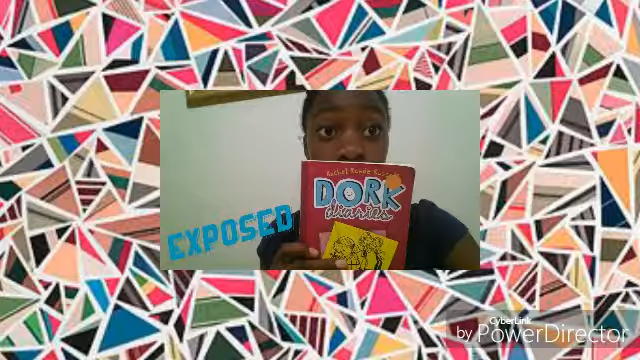 Rachel Renée Russell
DORK
diaries
EXPOSED
CyberLink
by PowerDirector